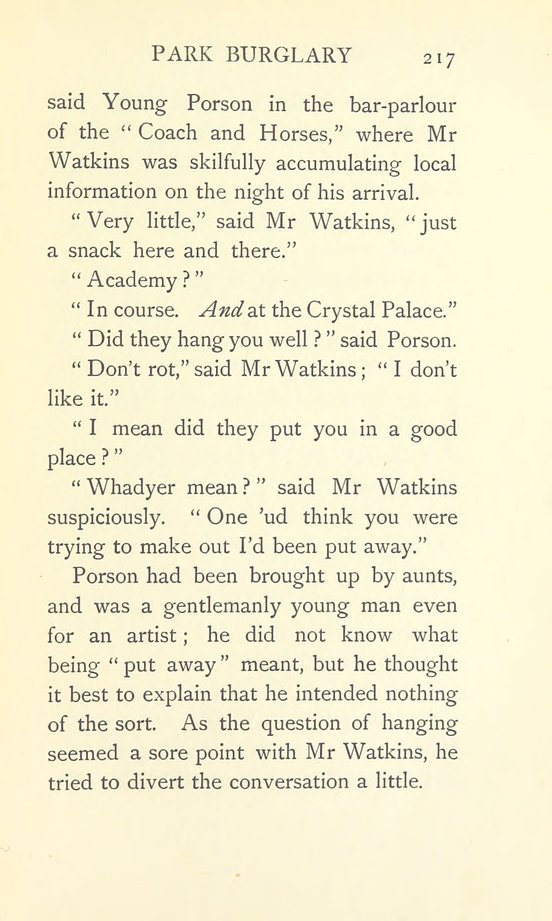 PARK BURGLARY 217
said Young Porson in the bar-parlour
of the “ Coach and Horses,” where Mr
Watkins was skilfully accumulating local
information on the night of his arrival.
“ Very little,” said Mr Watkins, “ just
a snack here and there.”
“ Academy ? ”
“ In course. And at the Crystal Palace.”
“ Did they hang you well ? ” said Porson.
“ Don’t rot,” said Mr Watkins ; “ I don’t
like it.”
“ I mean did they put you in a good
place ? ”
“ Whadyer mean ? ” said Mr Watkins
suspiciously. “ One ’ud think you were
trying to make out I’d been put away.”
Porson had been brought up by aunts,
and was a gentlemanly young man even
for an artist ; he did not know what
being “ put away ” meant, but he thought
it best to explain that he intended nothing
of the sort. As the question of hanging
seemed a sore point with Mr Watkins, he
tried to divert the conversation a little.